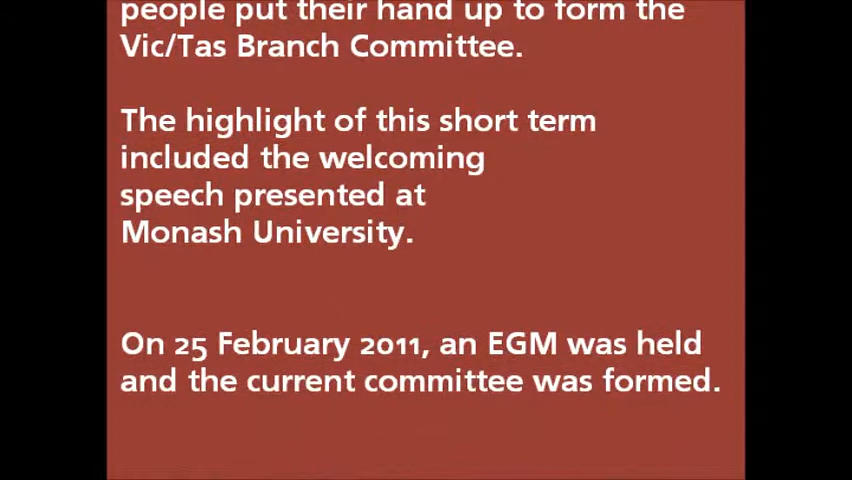 people put their hand up to form the
Vic/Tas Branch Committee.
The highlight of this short term
included the welcoming
speech presented at
Monash University.
On 25 February 2011, an EGM was held
and the current committee was formed.